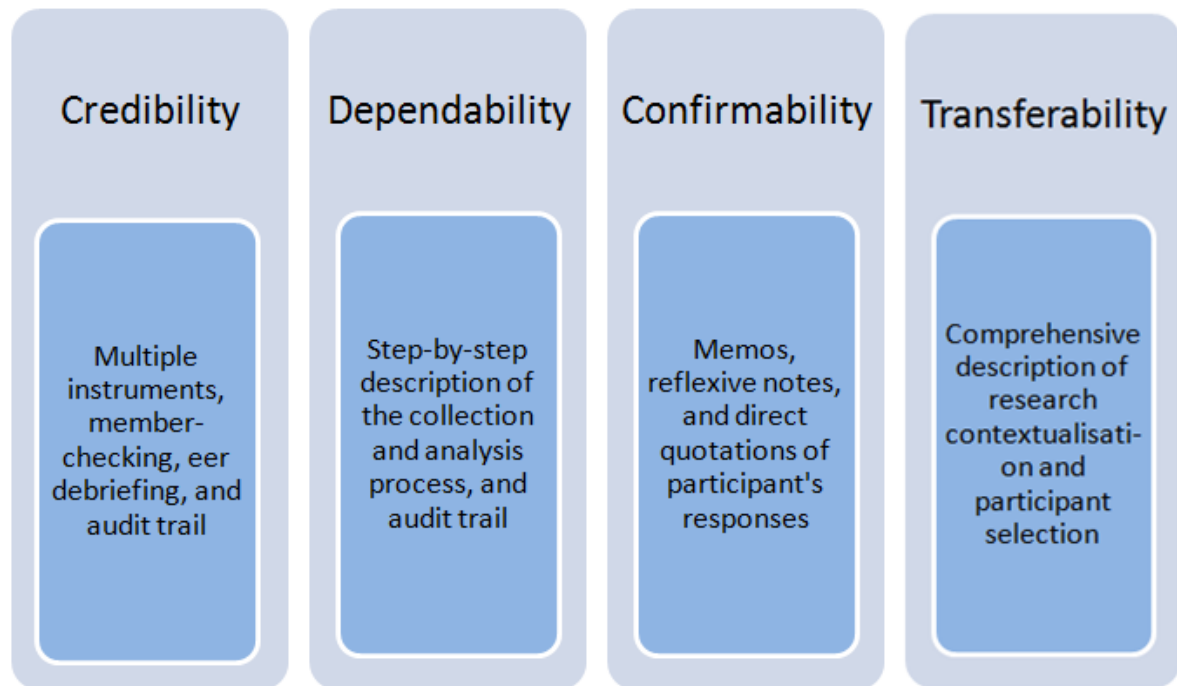 Credibility
Multiple
instruments,
member-
checking, eer
debriefing, and
audit trail
Dependability
Step-by-step
description of
the collection
and analysis
process, and
audit trail
Confirmability
Memos,
reflexive notes,
and direct
quotations of
participant's
responses
Transferability
Comprehensive
description of
research
contextualisati-
on and
participant
selection